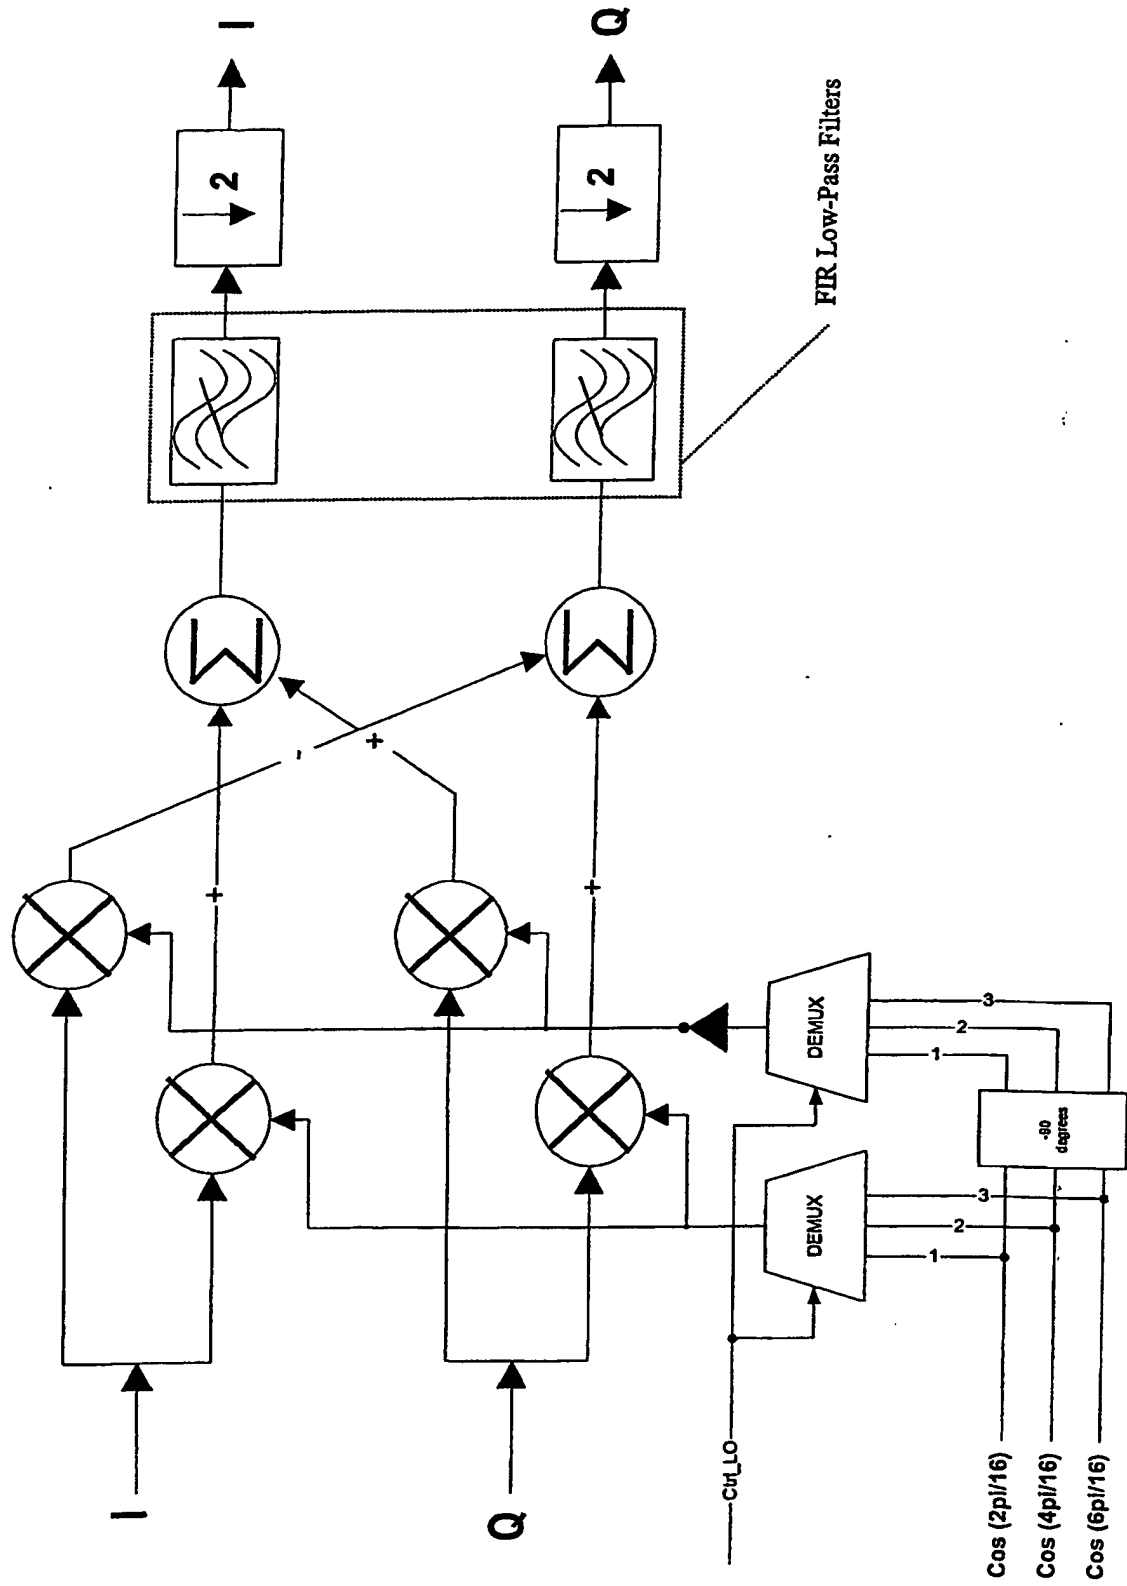 I
+
Σ
2
I
-
+
Q
+
Σ
2
Q
FIR Low-Pass Filters
Ctrl_LO
DEMUX
DEMUX
1
2
3
1
2
3
Cos (2pi/16)
Cos (4pi/16)
Cos (6pi/16)
-90
degrees